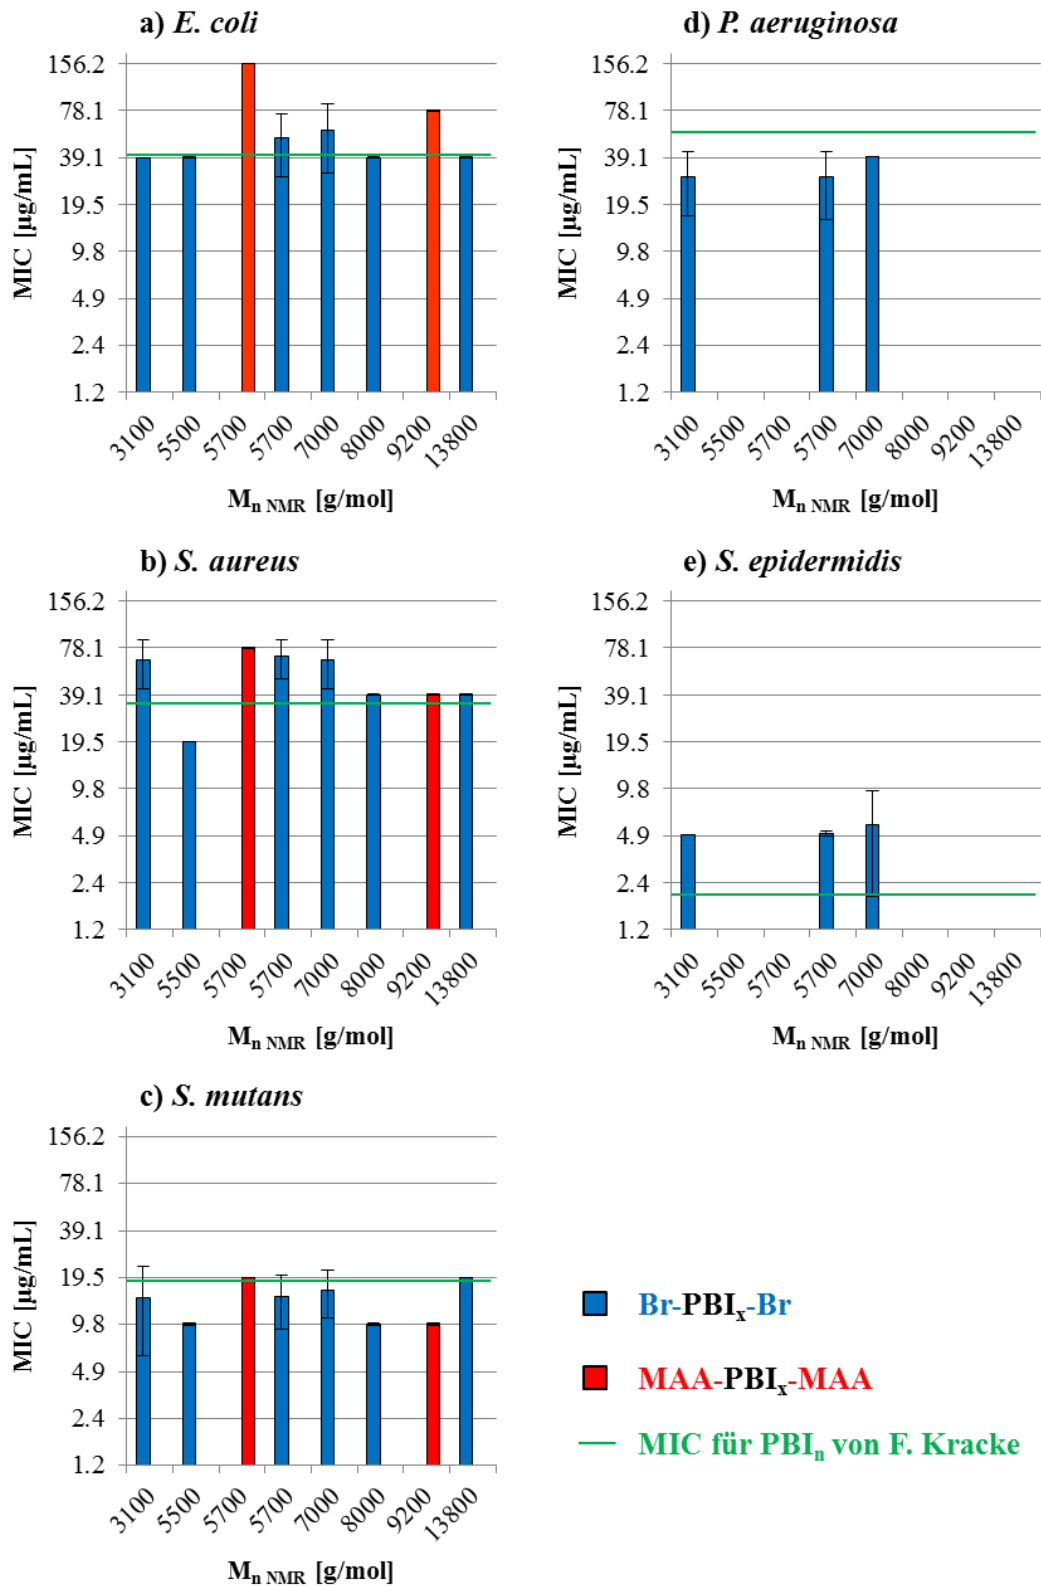 a) E. coli
156.2
78.1
39.1
19.5
9.8
4.9
2.4
1.2
MIC [µg/mL]
3100 5500 5700 5700 7000 8000 9200 13800
Mn NMR [g/mol]
d) P. aeruginosa
156.2
78.1
39.1
19.5
9.8
4.9
2.4
1.2
MIC [µg/mL]
3100 5500 5700 5700 7000 8000 9200 13800
Mn NMR [g/mol]
b) S. aureus
156.2
78.1
39.1
19.5
9.8
4.9
2.4
1.2
MIC [µg/mL]
3100 5500 5700 5700 7000 8000 9200 13800
Mn NMR [g/mol]
e) S. epidermidis
156.2
78.1
39.1
19.5
9.8
4.9
2.4
1.2
MIC [µg/mL]
3100 5500 5700 5700 7000 8000 9200 13800
Mn NMR [g/mol]
c) S. mutans
156.2
78.1
39.1
19.5
9.8
4.9
2.4
1.2
MIC [µg/mL]
3100 5500 5700 5700 7000 8000 9200 13800
Mn NMR [g/mol]
Br-PBIx-Br
MAA-PBIx-MAA
MIC für PBIn von F. Kracke